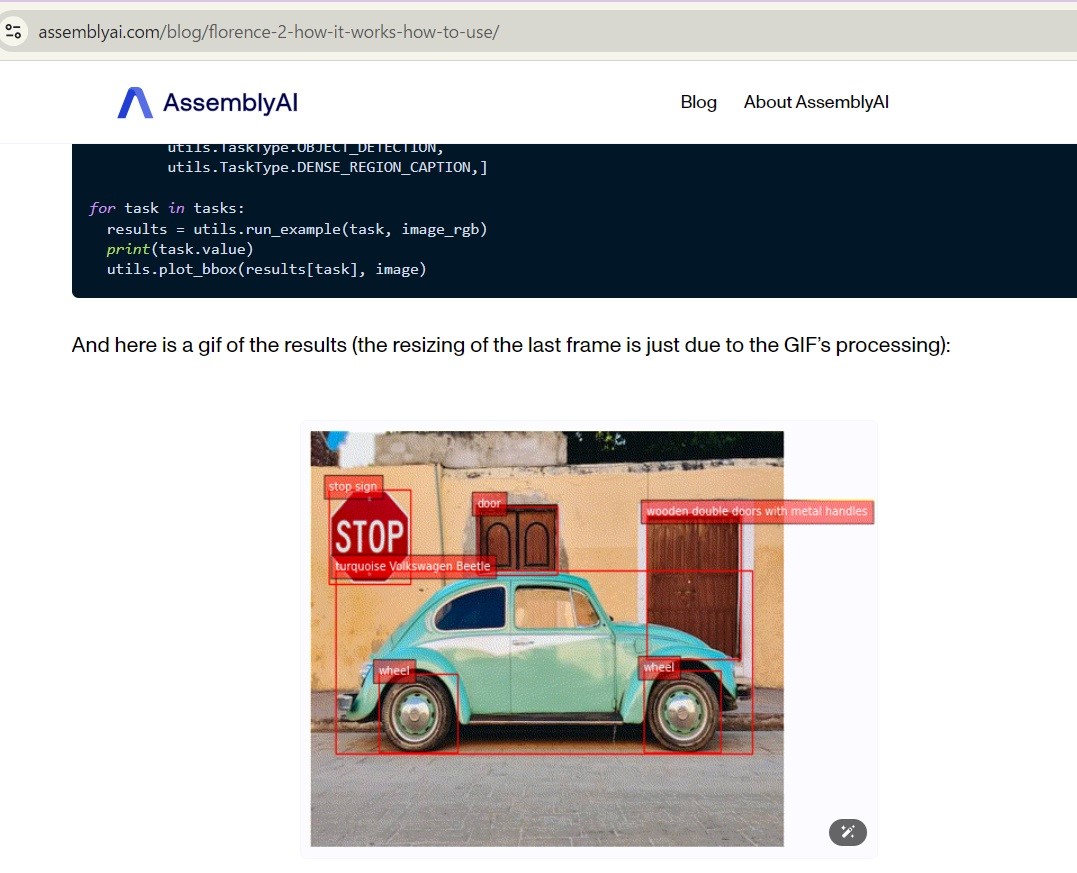 assemblyai.com/blog/florence-2-how-it-works-how-to-use/
AssemblyAI
Blog
About AssemblyAI
utils.TaskType.OBJECT_DETECTION,
utils.TaskType.DENSE_REGION_CAPTION,]
for task in tasks:
results = utils.run_example(task, image_rgb)
print(task.value)
utils.plot_bbox(results[task], image)
And here is a gif of the results (the resizing of the last frame is just due to the GIF’s processing):
stop sign
door
wooden double doors with metal handles
STOP
turquoise Volkswagen Beetle
wheel
wheel